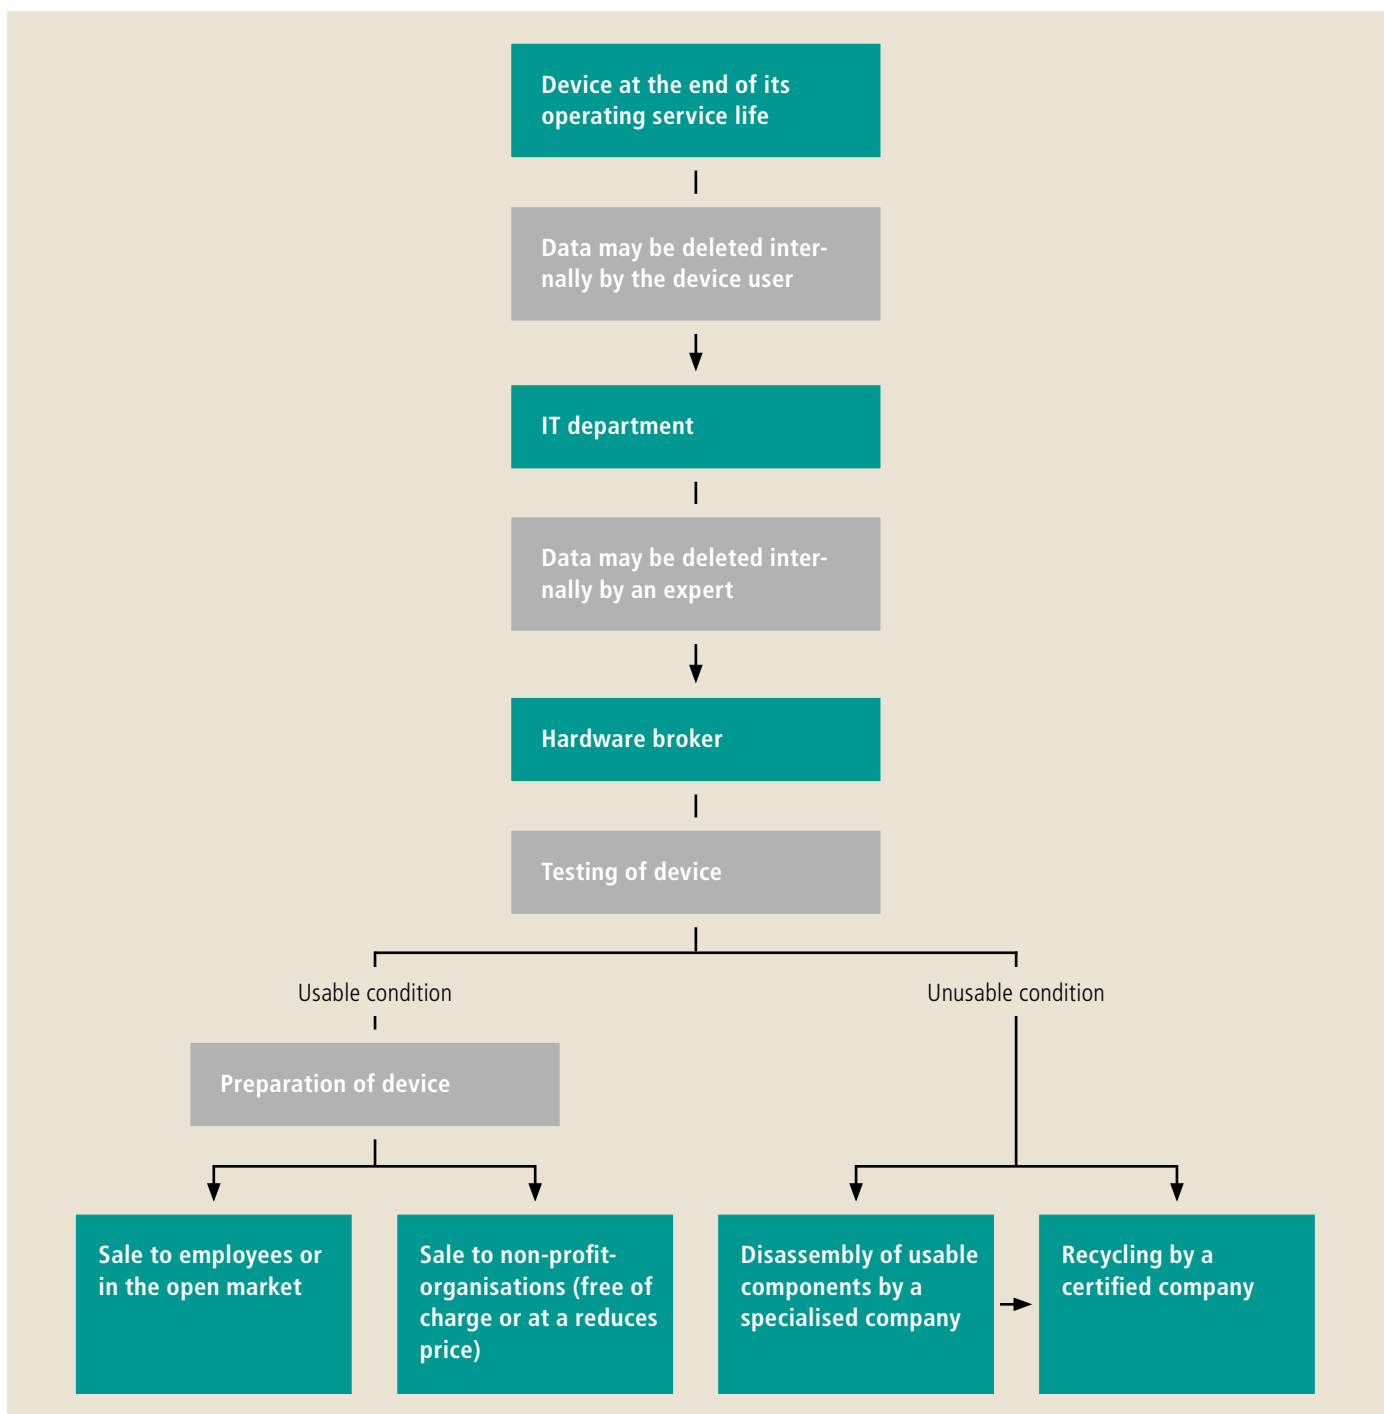 Device at the end of its
operating service life
Data may be deleted inter-
nally by the device user
IT department
Data may be deleted inter-
nally by an expert
Hardware broker
Testing of device
Usable condition
Unusable condition
Preparation of device
Sale to employees or
in the open market
Sale to non-profit-
organisations (free of
charge or at a reduces
price)
Disassembly of usable
components by a
specialised company
Recycling by a
certified company